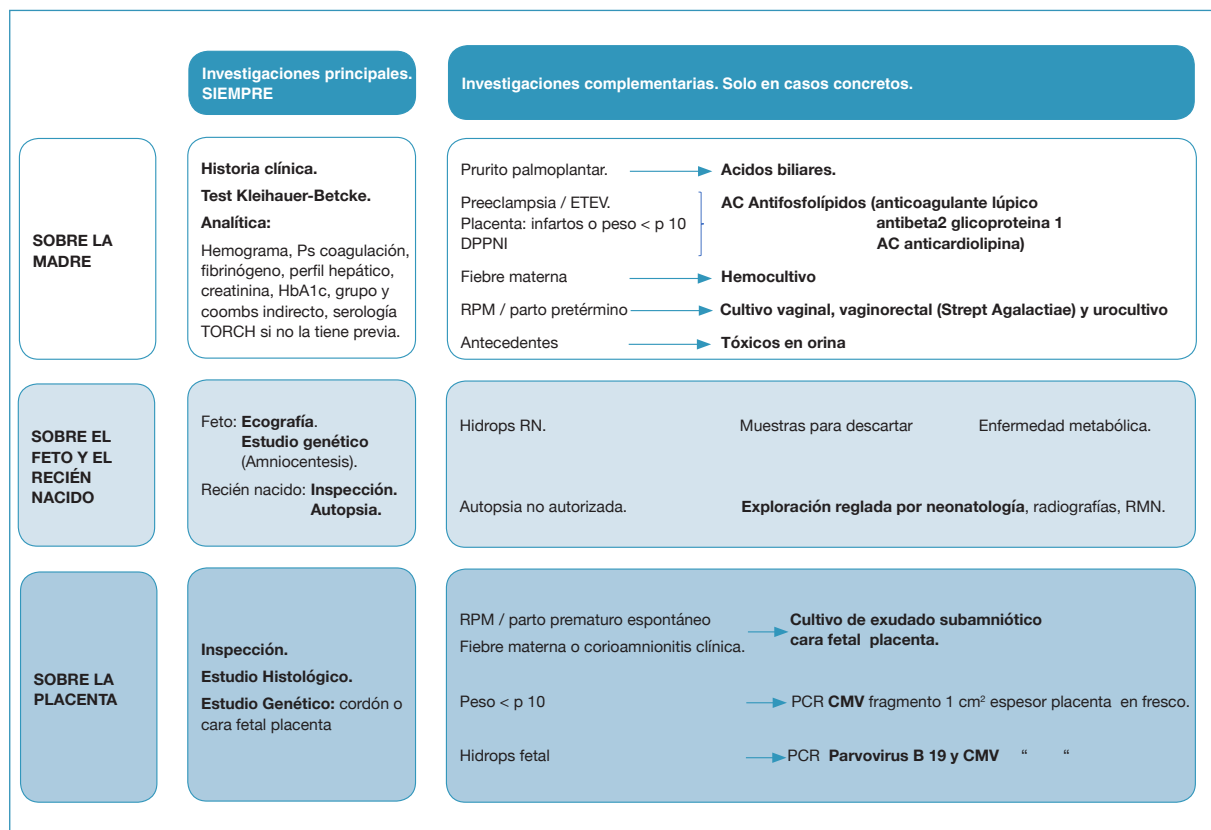 Investigaciones principales.
SIEMPRE
Investigaciones complementarias. Solo en casos concretos.
SOBRE LA
MADRE
Historia clínica.
Test Kleihauer-Betcke.
Analítica:
Hemograma, Ps coagulación,
fibrinógeno, perfil hepático,
creatinina, HbA1c, grupo y
coombs indirecto, serología
TORCH si no la tiene previa.
Prurito palmoplantar.
Acidos biliares.
Preeclampsia / ETEV.
Placenta: infartos o peso < p 10
DPPNI
AC Antifosfolípidos (anticoagulante lúpico
antibeta2 glicoproteina 1
AC anticardiolipina)
Fiebre materna
Hemocultivo
RPM / parto pretérmino
Cultivo vaginal, vaginorectal (Strept Agalactiae) y urocultivo
Antecedentes
Tóxicos en orina
SOBRE EL
FETO Y EL
RECIÉN
NACIDO
Feto: Ecografía.
Estudio genético
(Amniocentesis).
Recién nacido: Inspección.
Autopsia.
Hidrops RN.
Muestras para descartar
Enfermedad metabólica.
Autopsia no autorizada.
Exploración reglada por neonatología, radiografías, RMN.
SOBRE LA
PLACENTA
Inspección.
Estudio Histológico.
Estudio Genético: cordón o
cara fetal placenta
RPM / parto prematuro espontáneo
Fiebre materna o corioamnionitis clínica.
Cultivo de exudado subamniótico
cara fetal placenta.
Peso < p 10
PCR CMV fragmento 1 cm² espesor placenta en fresco.
Hidrops fetal
PCR Parvovirus B 19 y CMV “ “